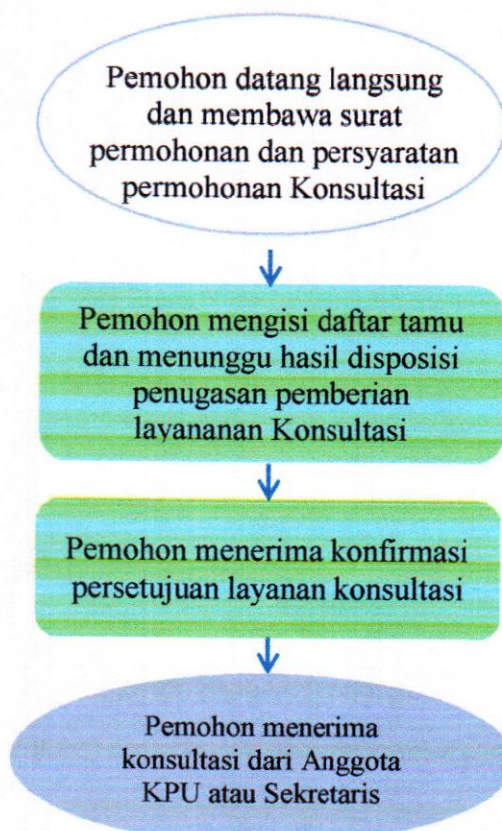 Pemohon datang langsung
dan membawa surat
permohonan dan persyaratan
permohonan Konsultasi
Pemohon mengisi daftar tamu
dan menunggu hasil disposisi
penugasan pemberian
layananan Konsultasi
Pemohon menerima konfirmasi
persetujuan layanan konsultasi
Pemohon menerima
konsultasi dari Anggota
KPU atau Sekretaris